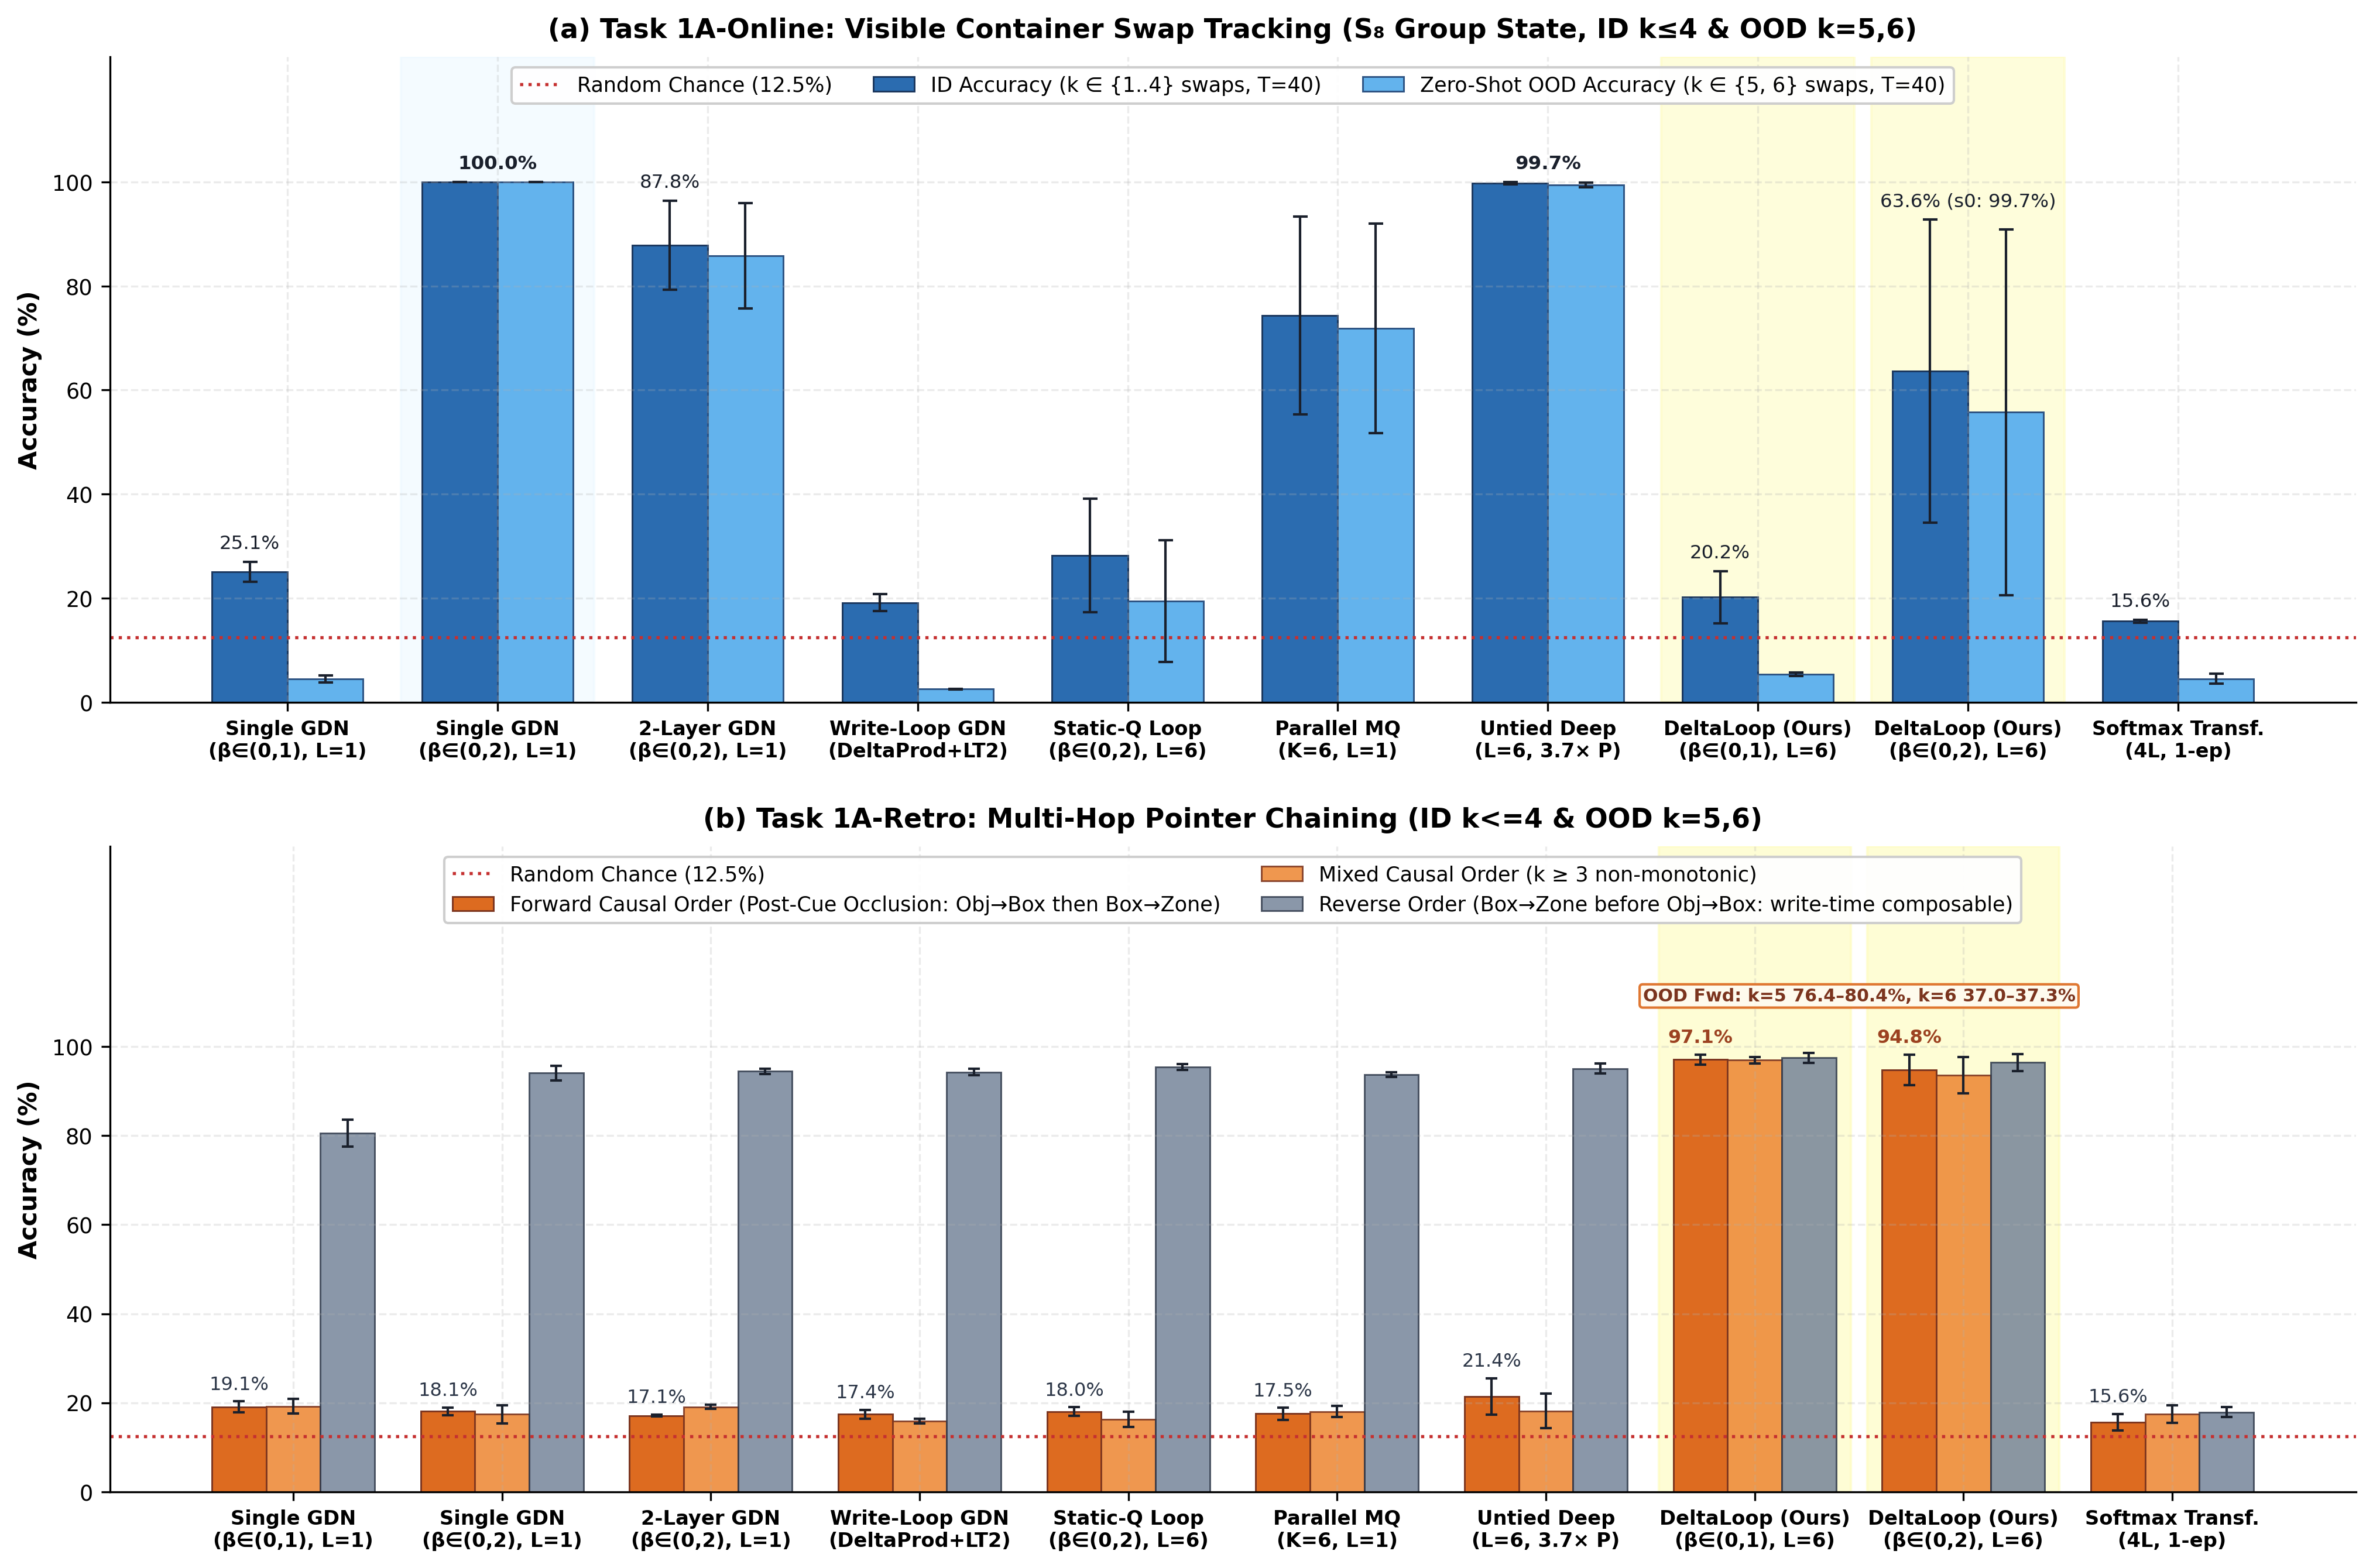 (a) Task 1A-Online: Visible Container Swap Tracking (S₈ Group State, ID k≤4 & OOD k=5,6)
Random Chance (12.5%)
ID Accuracy (k ∈ {1..4} swaps, T=40)
Zero-Shot OOD Accuracy (k ∈ {5, 6} swaps, T=40)
Accuracy (%)
100
80
60
40
20
0
25.1%
100.0%
87.8%
99.7%
20.2%
63.6% (s0: 99.7%)
15.6%
Single GDN
(β∈(0,1), L=1)
Single GDN
(β∈(0,2), L=1)
2-Layer GDN
(β∈(0,2), L=1)
Write-Loop GDN
(DeltaProd+LT2)
Static-Q Loop
(β∈(0,2), L=6)
Parallel MQ
(K=6, L=1)
Untied Deep
(L=6, 3.7× P)
DeltaLoop (Ours)
(β∈(0,1), L=6)
DeltaLoop (Ours)
(β∈(0,2), L=6)
Softmax Transf.
(4L, 1-ep)
(b) Task 1A-Retro: Multi-Hop Pointer Chaining (ID k<=4 & OOD k=5,6)
Random Chance (12.5%)
Forward Causal Order (Post-Cue Occlusion: Obj→Box then Box→Zone)
Mixed Causal Order (k ≥ 3 non-monotonic)
Reverse Order (Box→Zone before Obj→Box: write-time composable)
Accuracy (%)
100
80
60
40
20
0
OOD Fwd: k=5 76.4–80.4%, k=6 37.0–37.3%
19.1%
18.1%
17.1%
17.4%
18.0%
17.5%
21.4%
97.1%
94.8%
15.6%
Single GDN
(β∈(0,1), L=1)
Single GDN
(β∈(0,2), L=1)
2-Layer GDN
(β∈(0,2), L=1)
Write-Loop GDN
(DeltaProd+LT2)
Static-Q Loop
(β∈(0,2), L=6)
Parallel MQ
(K=6, L=1)
Untied Deep
(L=6, 3.7× P)
DeltaLoop (Ours)
(β∈(0,1), L=6)
DeltaLoop (Ours)
(β∈(0,2), L=6)
Softmax Transf.
(4L, 1-ep)